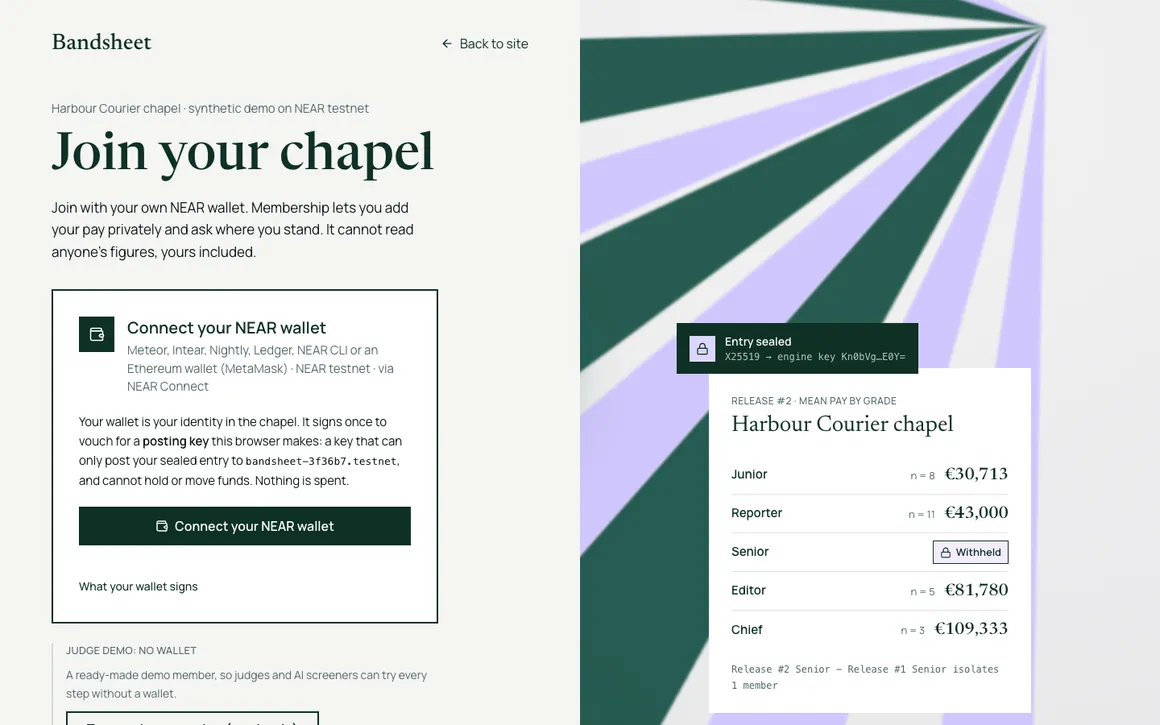 Bandsheet
← Back to site
Harbour Courier chapel · synthetic demo on NEAR testnet
Join your chapel
Join with your own NEAR wallet. Membership lets you add
your pay privately and ask where you stand. It cannot read
anyone's figures, yours included.
Connect your NEAR wallet
Meteor, Intear, Nightly, Ledger, NEAR CLI or an
Ethereum wallet (MetaMask) · NEAR testnet · via
NEAR Connect
Your wallet is your identity in the chapel. It signs once to
vouch for a posting key this browser makes: a key that can
only post your sealed entry to bandsheet-3f36b7.testnet,
and cannot hold or move funds. Nothing is spent.
Connect your NEAR wallet
What your wallet signs
JUDGE DEMO: NO WALLET
A ready-made demo member, so judges and AI screeners can try every
step without a wallet.
Entry sealed
X25519 → engine key Kn0bVg…E0Y=
RELEASE #2 · MEAN PAY BY GRADE
Harbour Courier chapel
Junior n = 8 €30,713
Reporter n = 11 €43,000
Senior Withheld
Editor n = 5 €81,780
Chief n = 3 €109,333
Release #2 Senior − Release #1 Senior isolates
1 member